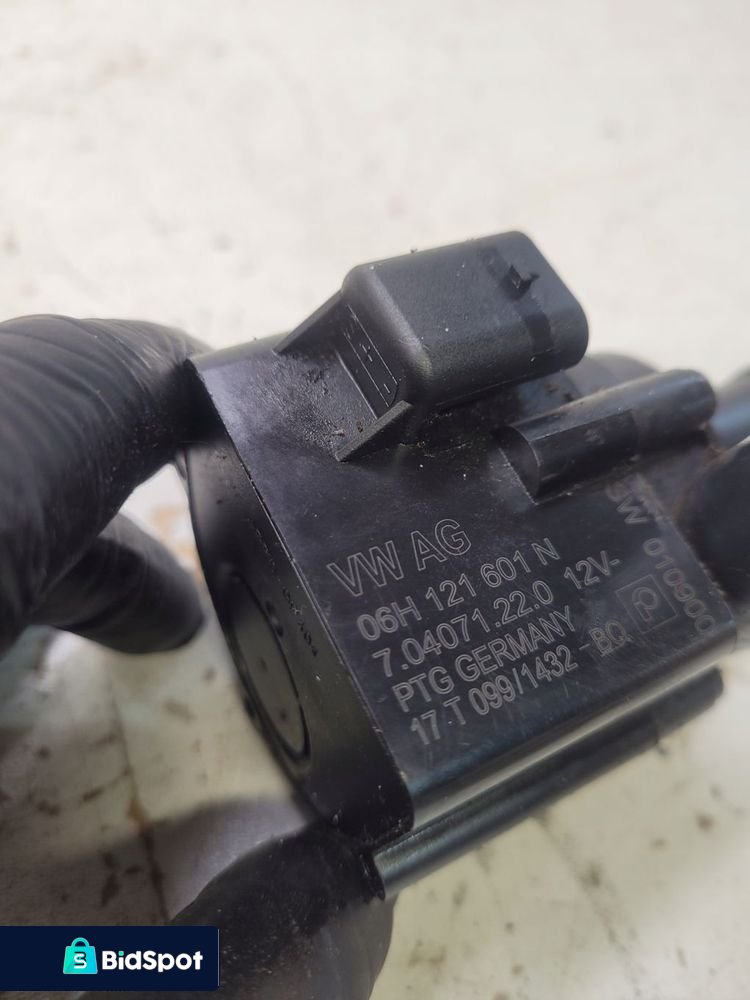 VW AG
06H 121 601 N
7.04071.22.0 12V-
PTG GERMANY
17 T 099/1432 - BQ
BidSpot